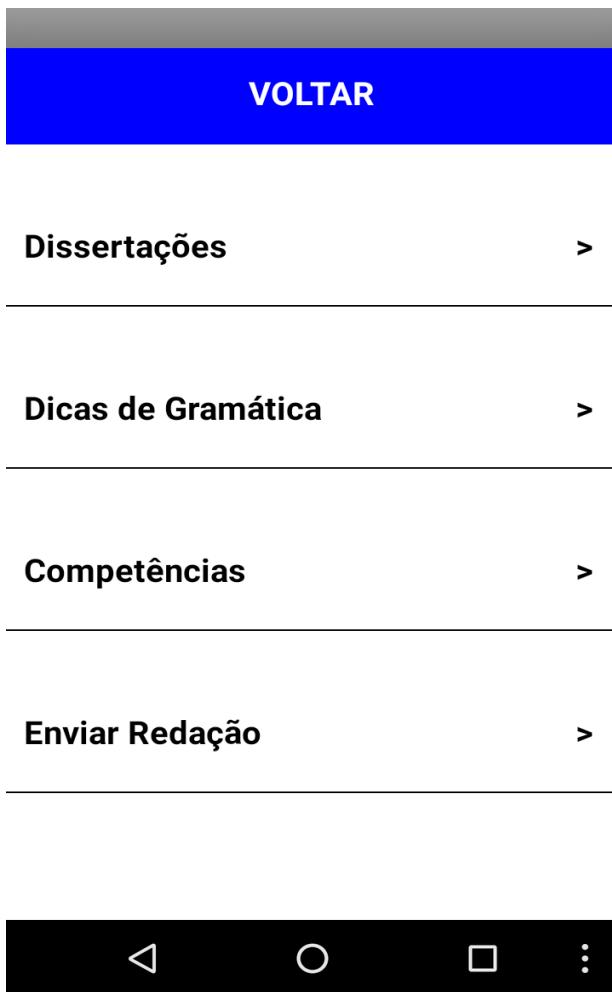 VOLTAR
Dissertações >
Dicas de Gramática >
Competências >
Enviar Redação >